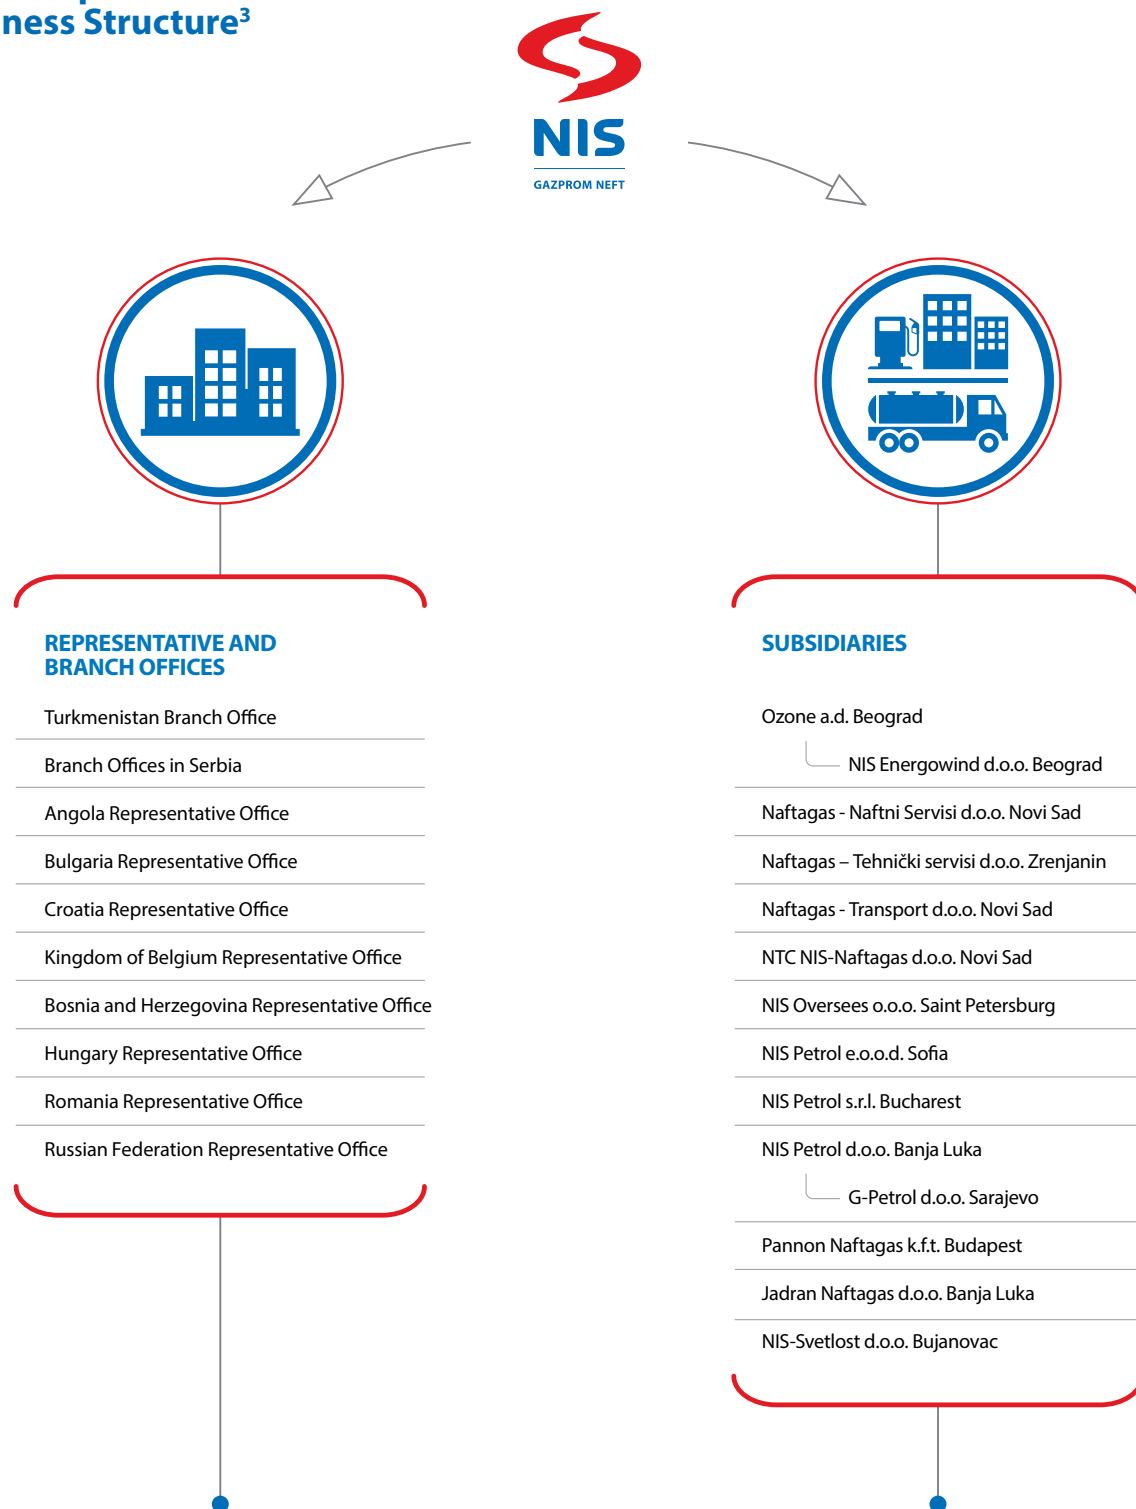 ness Structure³
NIS
GAZPROM NEFT
REPRESENTATIVE AND
BRANCH OFFICES
Turkmenistan Branch Office
Branch Offices in Serbia
Angola Representative Office
Bulgaria Representative Office
Croatia Representative Office
Kingdom of Belgium Representative Office
Bosnia and Herzegovina Representative Office
Hungary Representative Office
Romania Representative Office
Russian Federation Representative Office
SUBSIDIARIES
Ozone a.d. Beograd
NIS Energowind d.o.o. Beograd
Naftagas - Naftni Servisi d.o.o. Novi Sad
Naftagas – Tehnički servisi d.o.o. Zrenjanin
Naftagas - Transport d.o.o. Novi Sad
NTC NIS-Naftagas d.o.o. Novi Sad
NIS Oversees o.o.o. Saint Petersburg
NIS Petrol e.o.o.d. Sofia
NIS Petrol s.r.l. Bucharest
NIS Petrol d.o.o. Banja Luka
G-Petrol d.o.o. Sarajevo
Pannon Naftagas k.f.t. Budapest
Jadran Naftagas d.o.o. Banja Luka
NIS-Svetlost d.o.o. Bujanovac